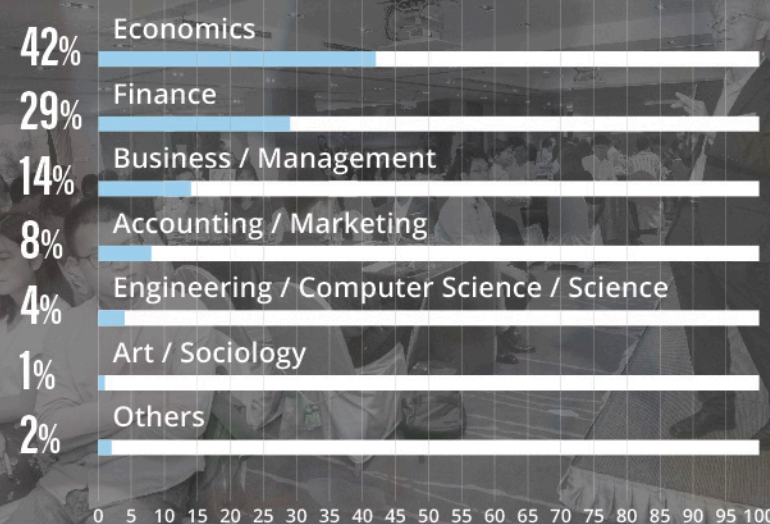 Economics
42%
Finance
29%
Business / Management
14%
Accounting / Marketing
8%
Engineering / Computer Science / Science
4%
Art / Sociology
1%
Others
2%
0 5 10 15 20 25 30 35 40 45 50 55 60 65 70 75 80 85 90 95 100